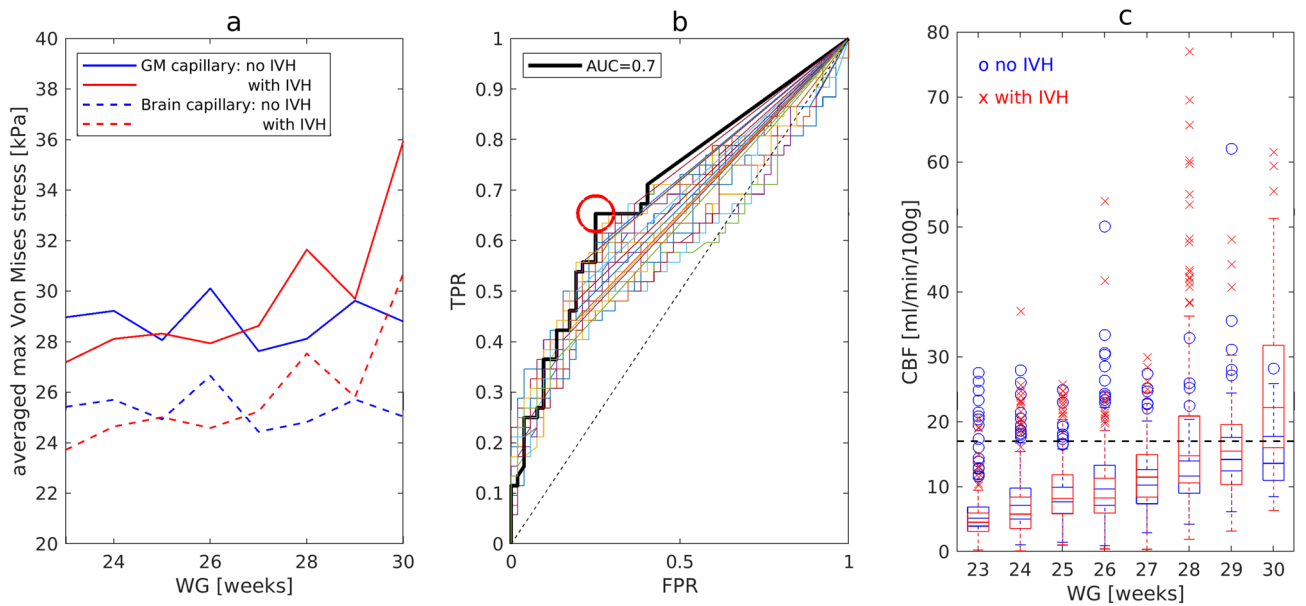 a
40
38
36
34
32
30
28
26
24
22
20
24
26
28
30
averaged max Von Mises stress [kPa]
WG [weeks]
GM capillary: no IVH
with IVH
Brain capillary: no IVH
with IVH
b
1
0.9
0.8
0.7
0.6
0.5
0.4
0.3
0.2
0.1
0
0
0.5
1
TPR
FPR
AUC=0.7
c
80
70
60
50
40
30
20
10
0
23
24
25
26
27
28
29
30
CBF [ml/min/100g]
WG [weeks]
o no IVH
x with IVH